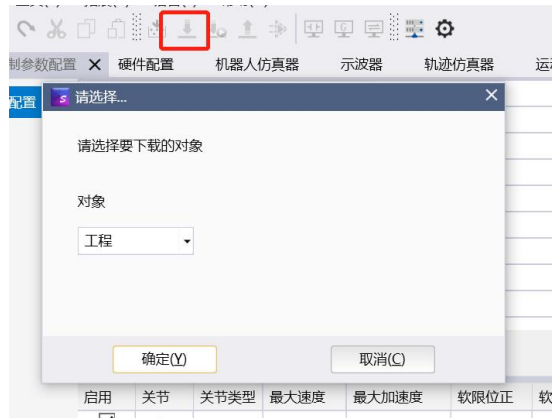 制参数配置 硬件配置 机器人仿真器 示波器 轨迹仿真器 运
配置
请选择...
请选择要下载的对象
对象
工程
确定(Y) 取消(C)
启用 关节 关节类型 最大速度 最大加速度 软限位正 软